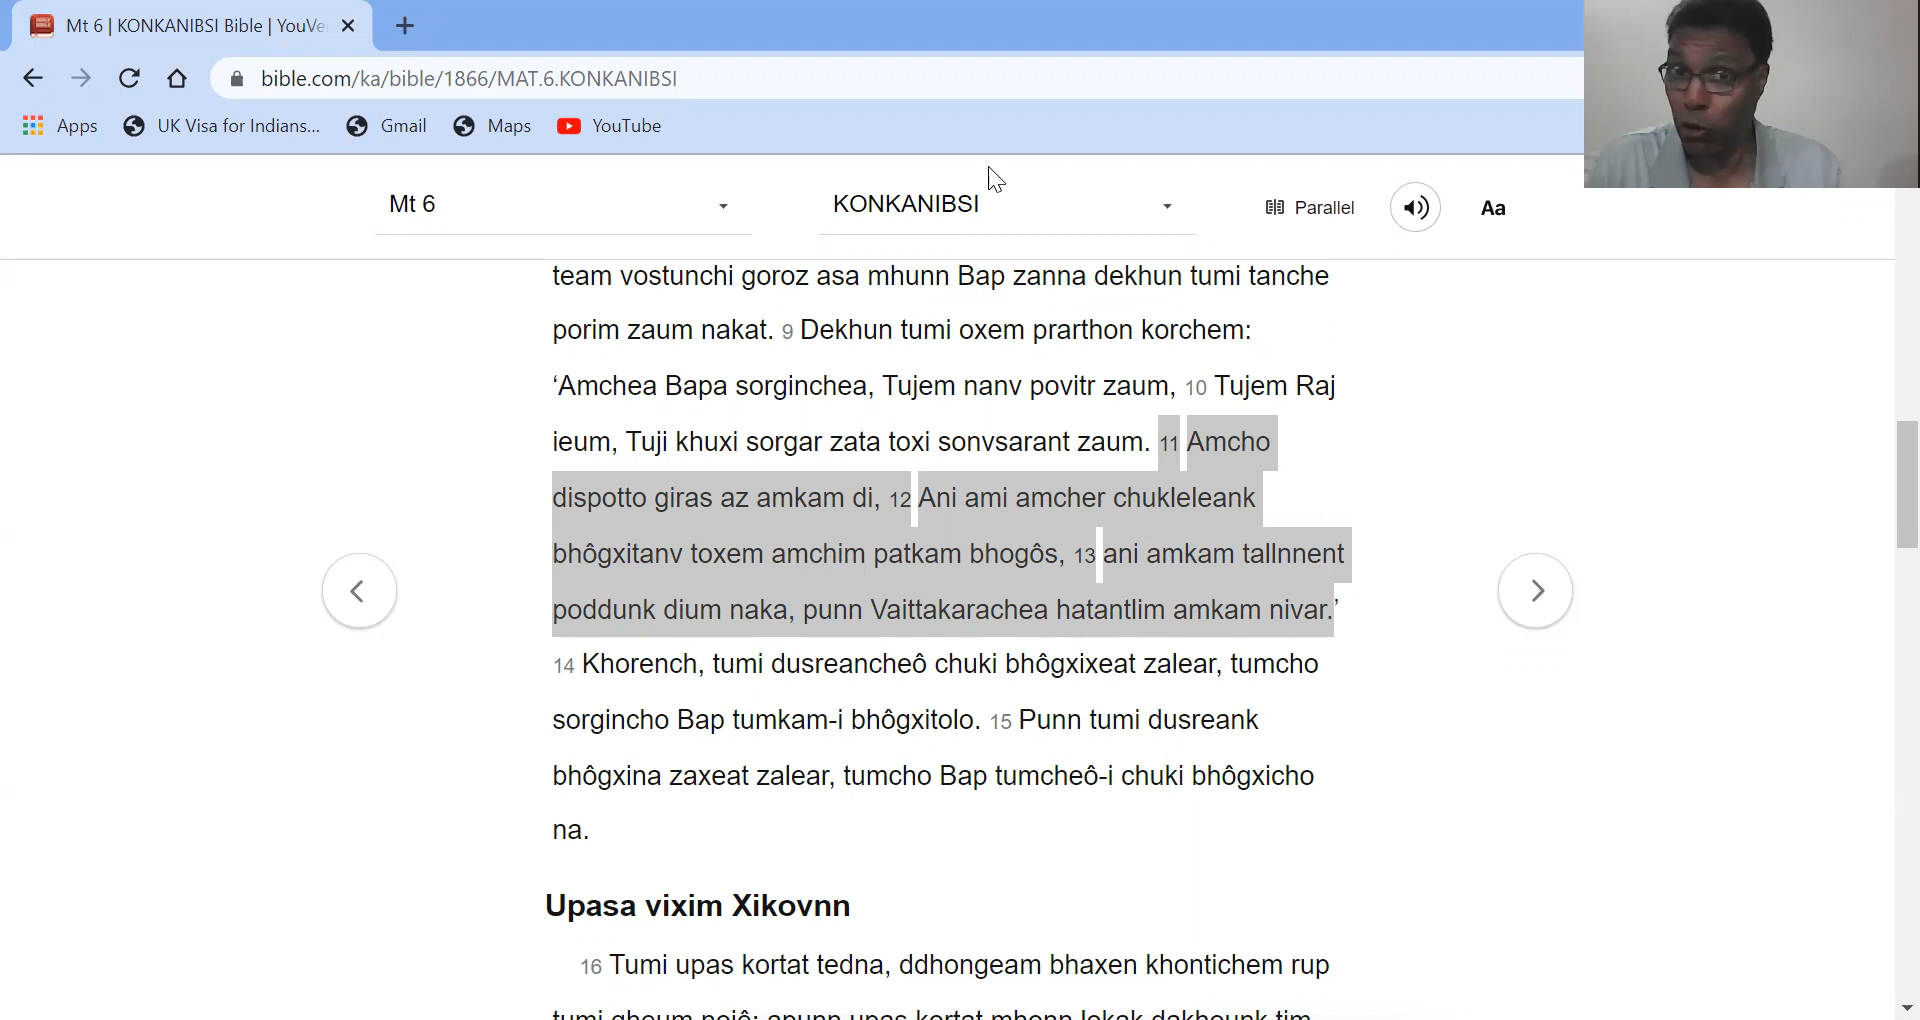 Mt 6 | KONKANIBSI Bible | YouVe
bible.com/ka/bible/1866/MAT.6.KONKANIBSI
Apps UK Visa for Indians... Gmail Maps YouTube
Mt 6 KONKANIBSI Parallel Aa
team vostunchi goroz asa mhunn Bap zanna dekhun tumi tanche
porim zaum nakat. 9 Dekhun tumi oxem prarthon korchem:
‘Amchea Bapa sorginchea, Tujem nanv povitr zaum, 10 Tujem Raj
ieum, Tuji khuxi sorgar zata toxi sonvsarant zaum. 11 Amcho
dispotto giras az amkam di, 12 Ani ami amcher chukleleank
bhôgxitanv toxem amchim patkam bhogôs, 13 ani amkam tallnnent
poddunk dium naka, punn Vaittakarachea hatantlim amkam nivar.’
14 Khorench, tumi dusreancheô chuki bhôgxixeat zalear, tumcho
sorgincho Bap tumkam-i bhôgxitolo. 15 Punn tumi dusreank
bhôgxina zaxeat zalear, tumcho Bap tumcheô-i chuki bhôgxicho
na.
Upasa vixim Xikovnn
16 Tumi upas kortat tedna, ddhongeam bhaxen khontichem rup